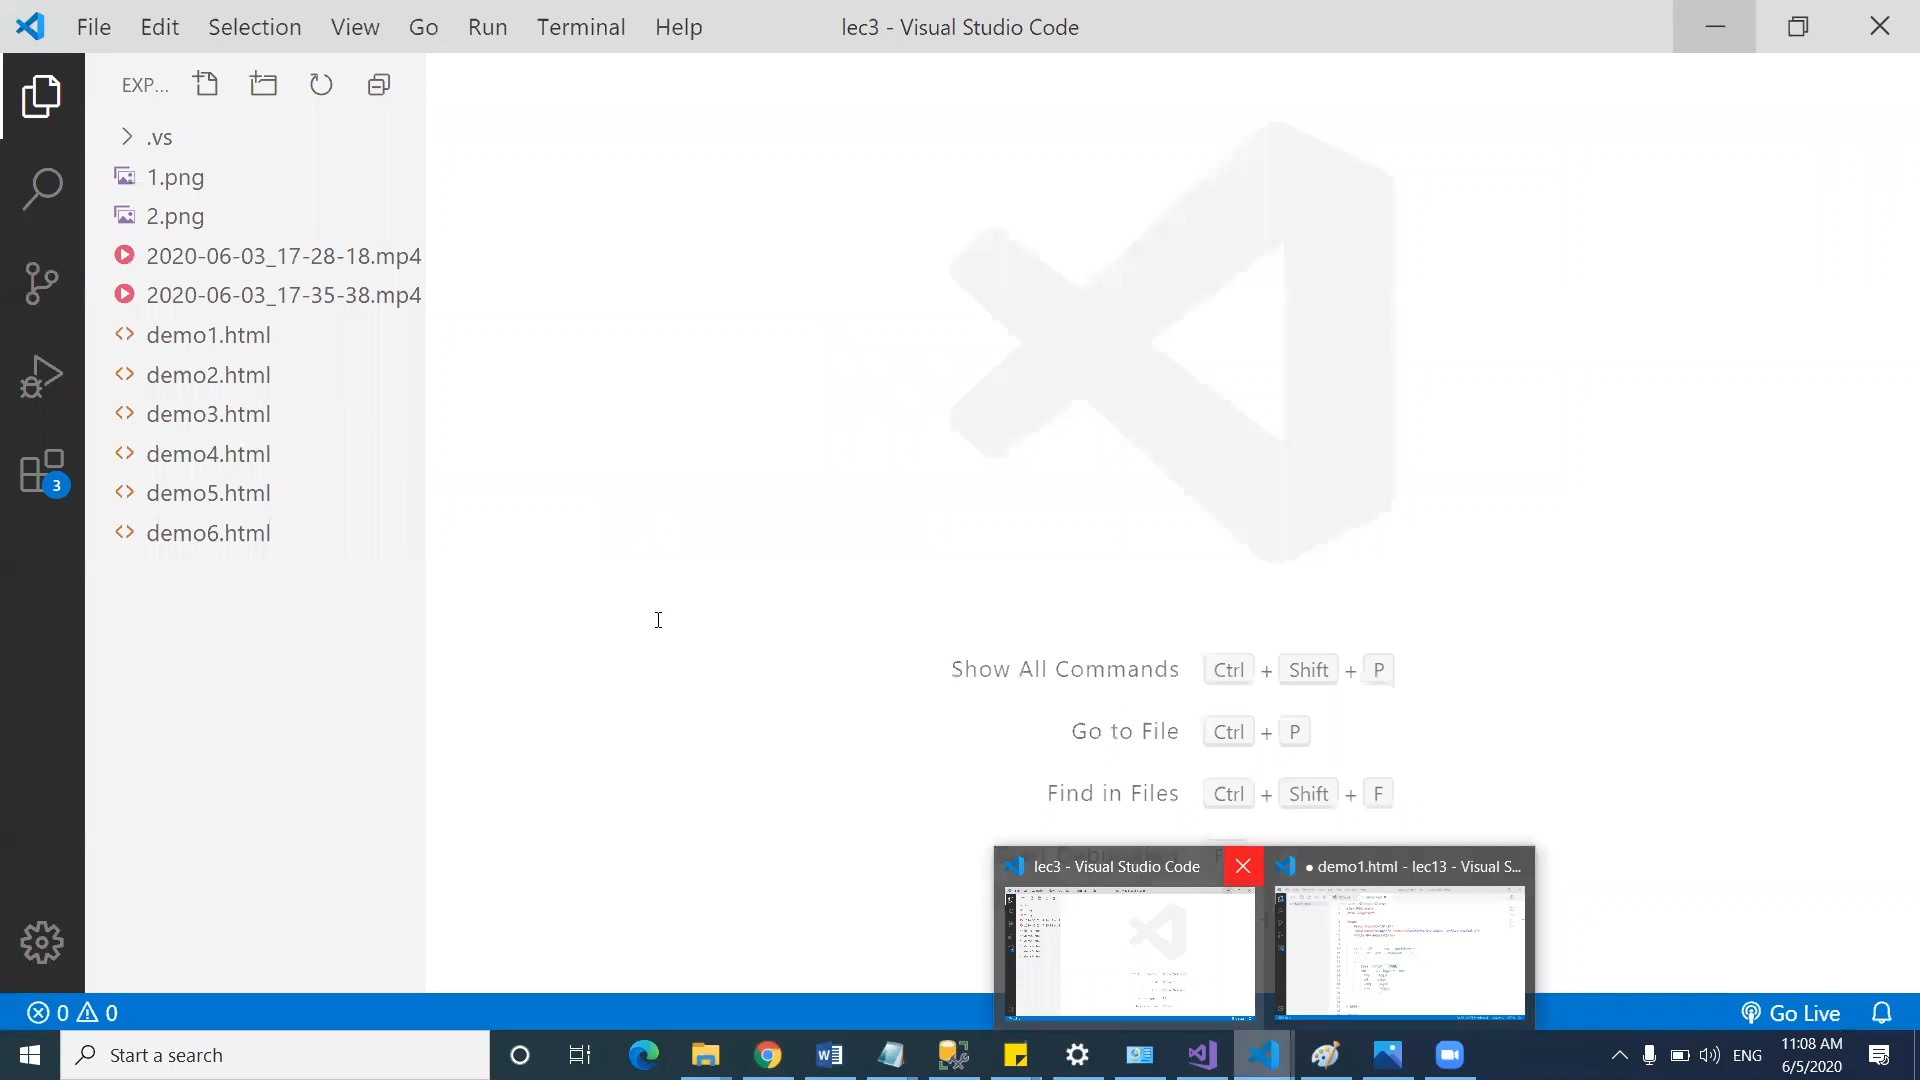 File Edit Selection View Go Run Terminal Help
lec3 - Visual Studio Code
EXP...
.vs
1.png
2.png
2020-06-03_17-28-18.mp4
2020-06-03_17-35-38.mp4
demo1.html
demo2.html
demo3.html
demo4.html
demo5.html
demo6.html
3
Show All Commands Ctrl + Shift + P
Go to File Ctrl + P
Find in Files Ctrl + Shift + F
lec3 - Visual Studio Code
● demo1.html - lec13 - Visual S...
0 0
Go Live
Start a search
ENG
11:08 AM
6/5/2020